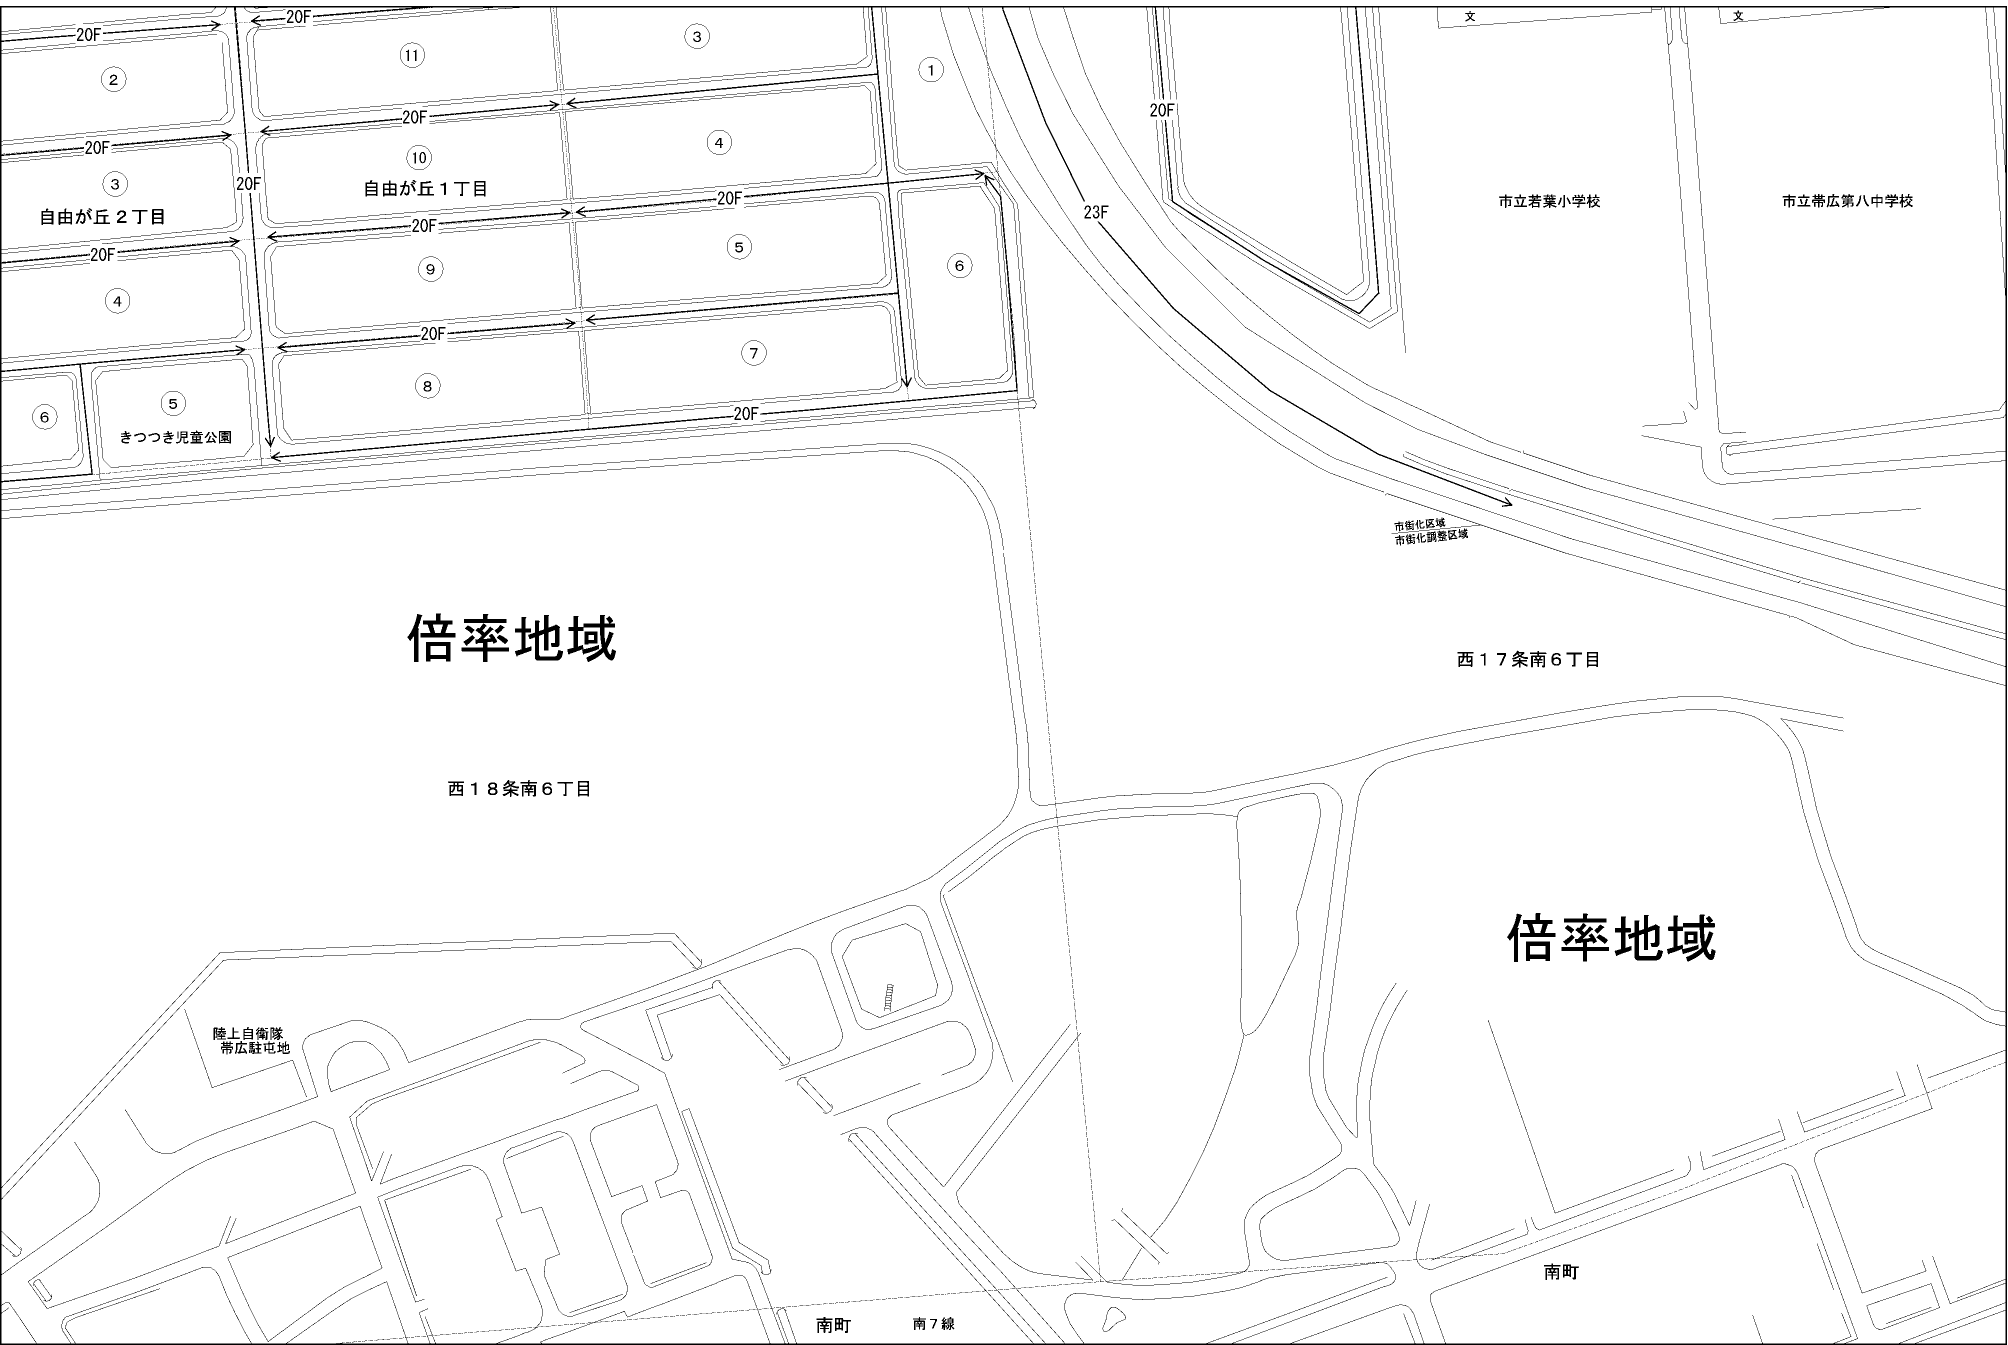 20F
20F
文
文
②
⑪
③
①
20F
20F
20F
20F
③
自由が丘２丁目
20F
⑩
自由が丘１丁目
④
20F
23F
市立若葉小学校
市立帯広第八中学校
20F
20F
④
⑨
⑤
⑥
20F
⑥
⑤
きつつき児童公園
⑧
⑦
20F
市街化区域
市街化調整区域
倍率地域
西１７条南６丁目
西１８条南６丁目
倍率地域
陸上自衛隊
帯広駐屯地
南町
南町
南７線